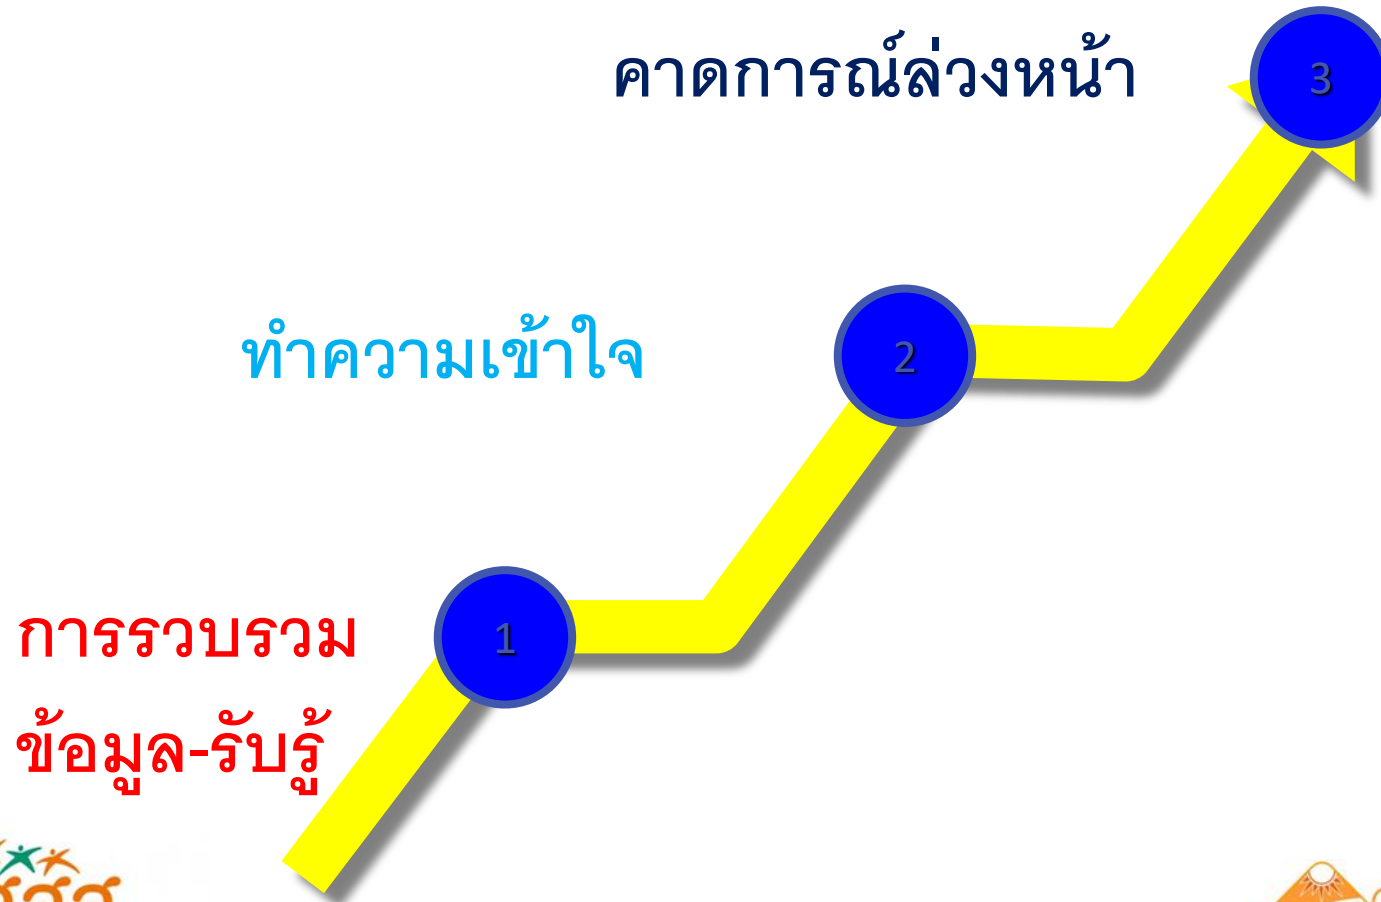 คาดการณ์ล่วงหน้า
3
ทำความเข้าใจ
2
การรวบรวม
1
ข้อมูล-รับรู้